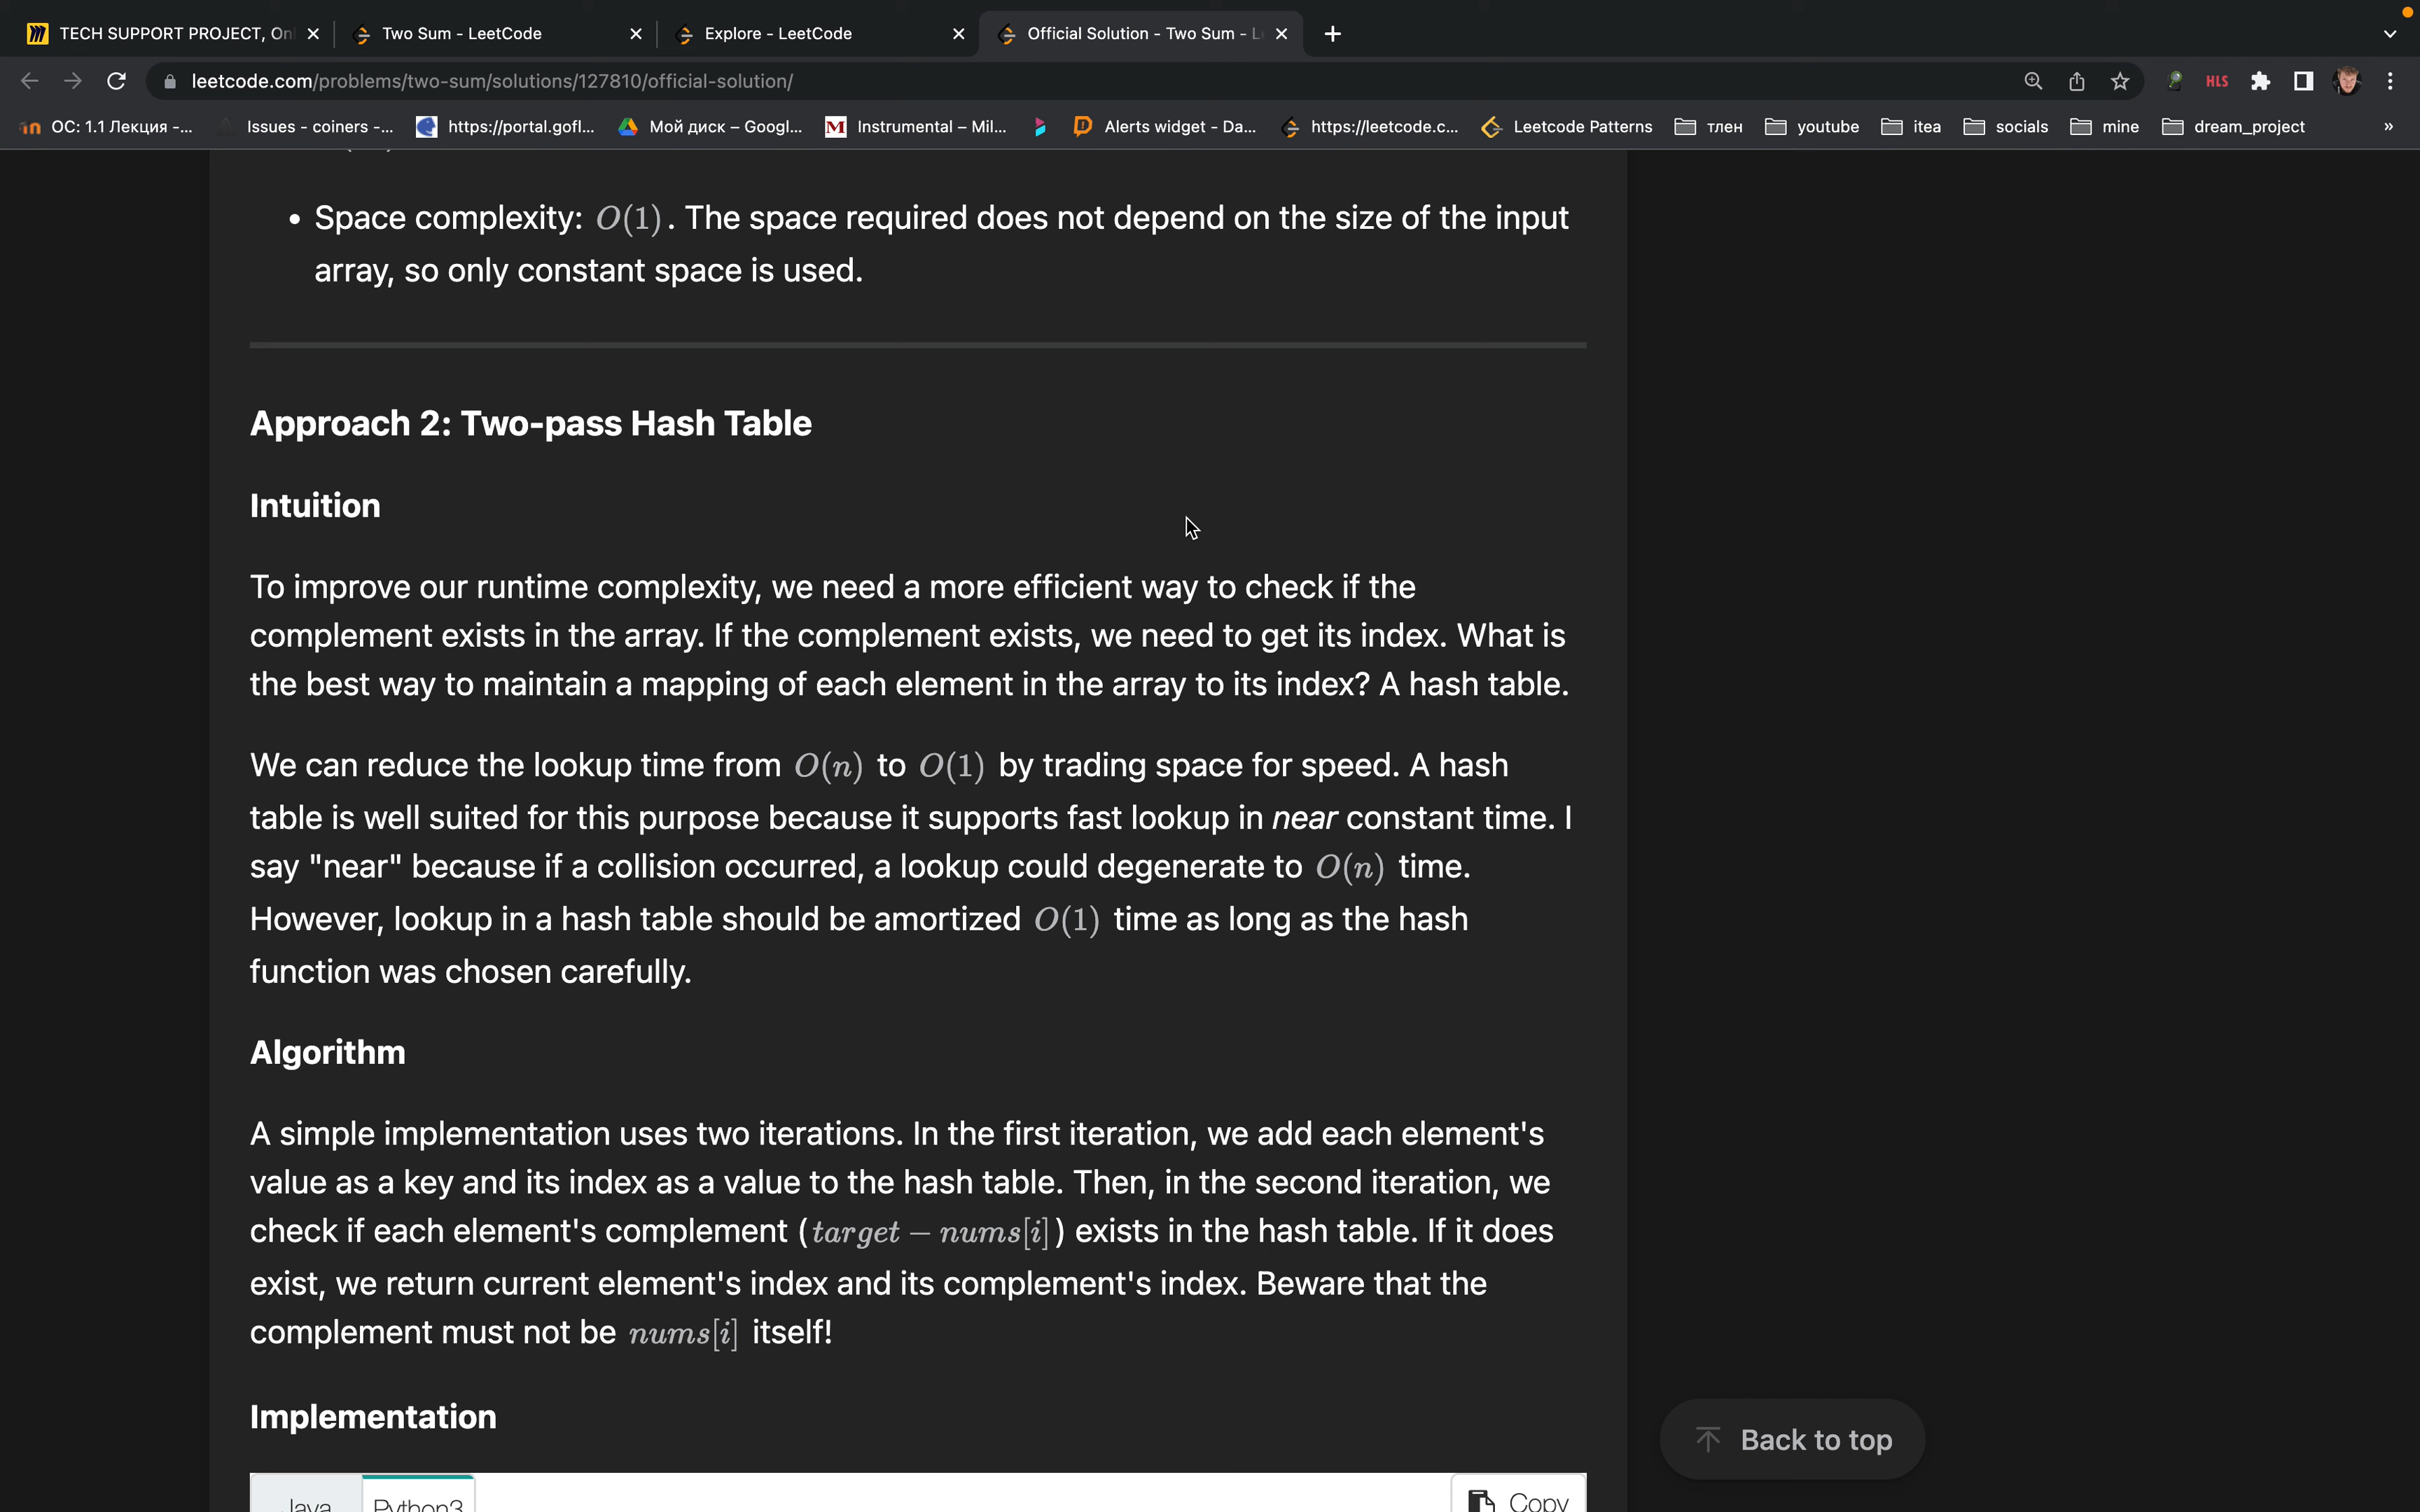 TECH SUPPORT PROJECT, On
Two Sum - LeetCode
Explore - LeetCode
Official Solution - Two Sum - L
leetcode.com/problems/two-sum/solutions/127810/official-solution/
HLS
ОС: 1.1 Лекция -...
Issues - coiners -...
https://portal.gofl...
Мой диск – Googl...
M Instrumental – Mil...
Alerts widget - Da...
https://leetcode.c...
Leetcode Patterns
тлен
youtube
itea
socials
mine
dream_project
»
• Space complexity: O(1). The space required does not depend on the size of the input
array, so only constant space is used.
Approach 2: Two-pass Hash Table
Intuition
To improve our runtime complexity, we need a more efficient way to check if the
complement exists in the array. If the complement exists, we need to get its index. What is
the best way to maintain a mapping of each element in the array to its index? A hash table.
We can reduce the lookup time from O(n) to O(1) by trading space for speed. A hash
table is well suited for this purpose because it supports fast lookup in near constant time. I
say "near" because if a collision occurred, a lookup could degenerate to O(n) time.
However, lookup in a hash table should be amortized O(1) time as long as the hash
function was chosen carefully.
Algorithm
A simple implementation uses two iterations. In the first iteration, we add each element's
value as a key and its index as a value to the hash table. Then, in the second iteration, we
check if each element's complement (target − nums[i]) exists in the hash table. If it does
exist, we return current element's index and its complement's index. Beware that the
complement must not be nums[i] itself!
Implementation
Back to top
Java
Python3
Copy